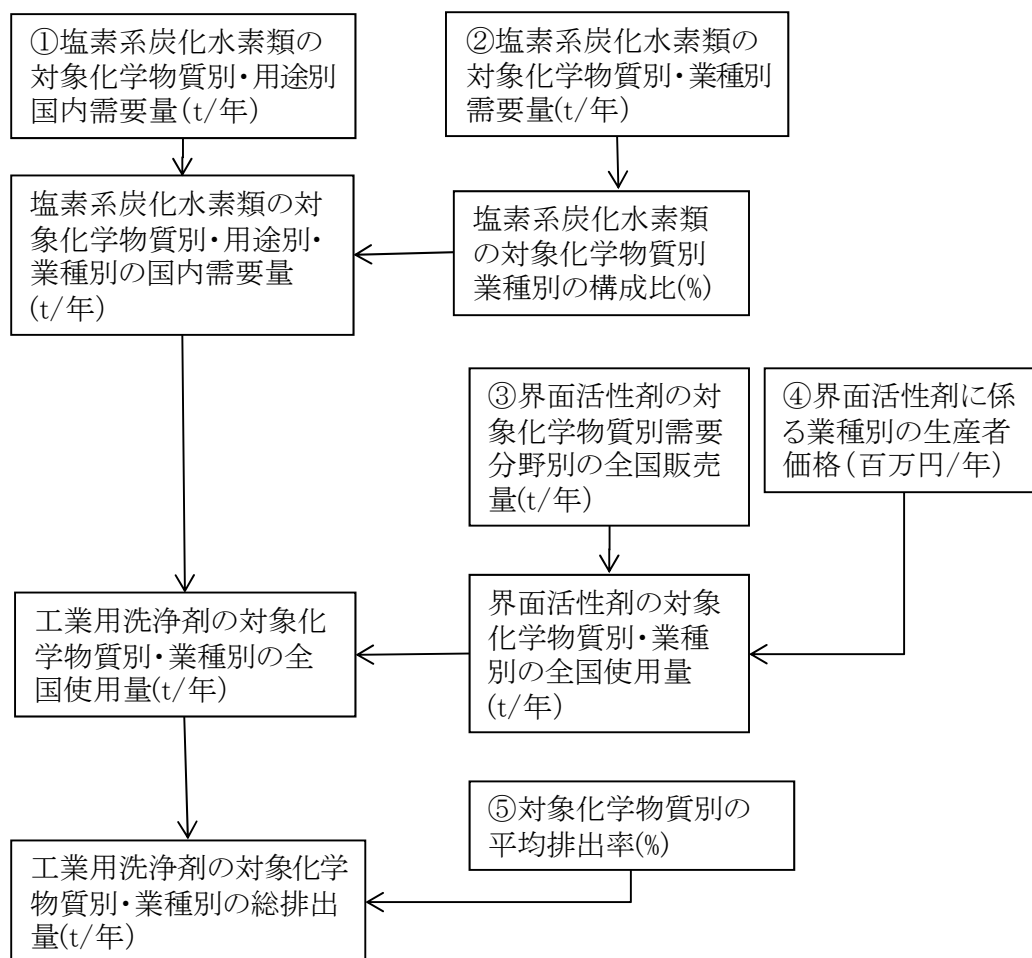 ①塩素系炭化水素類の
対象化学物質別・用途別
国内需要量(t/年)
②塩素系炭化水素類の
対象化学物質別・業種別
需要量(t/年)
塩素系炭化水素類の対
象化学物質別・用途別・
業種別の国内需要量
(t/年)
塩素系炭化水素類
の対象化学物質別
業種別の構成比(%)
③界面活性剤の対
象化学物質別需要
分野別の全国販売
量(t/年)
④界面活性剤に係
る業種別の生産者
価格(百万円/年)
工業用洗浄剤の対象化
学物質別・業種別の全
国使用量(t/年)
界面活性剤の対象
化学物質別・業種
別の全国使用量
(t/年)
⑤対象化学物質別の
平均排出率(%)
工業用洗浄剤の対象化学
物質別・業種別の総排出
量(t/年)